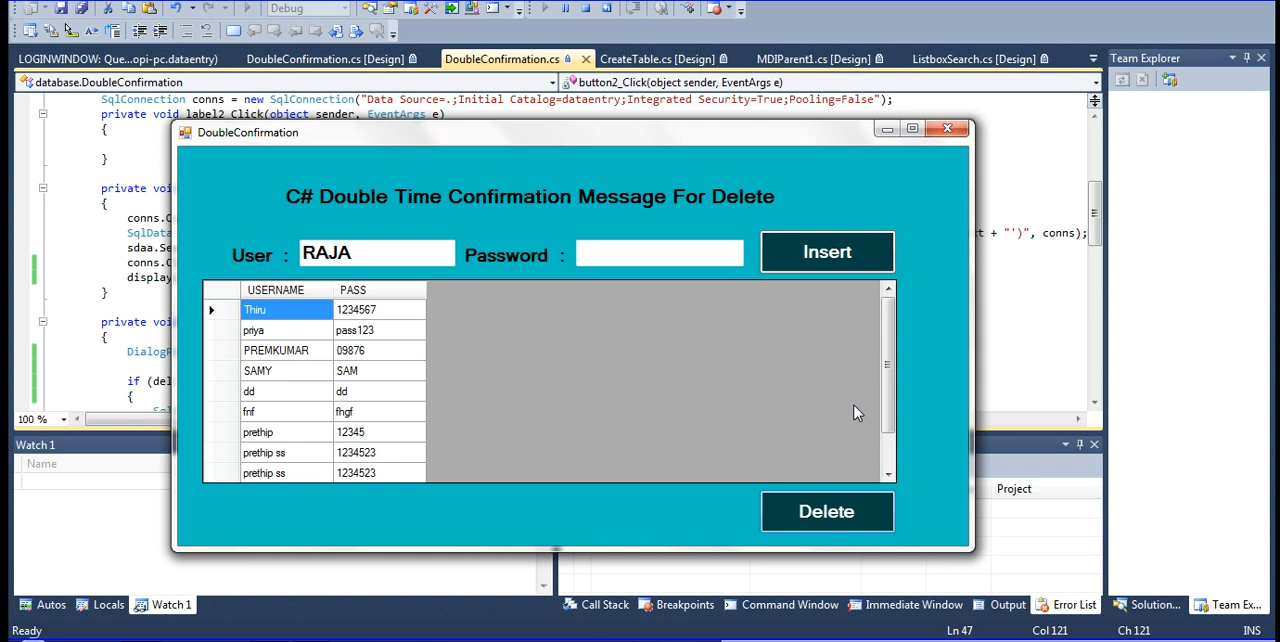 Debug
100 %
LOGINWINDOW: Que...opi-pc.dataentry) DoubleConfirmation.cs [Design] DoubleConfirmation.cs CreateTable.cs [Design] MDIParent1.cs [Design] ListboxSearch.cs [Design] Team Explorer
database.DoubleConfirmation button2_Click(object sender, EventArgs e)
SqlConnection conns = new SqlConnection("Data Source=.;Initial Catalog=dataentry;Integrated Security=True;Pooling=False");
private void label2_Click(object sender, EventArgs e)
{
}
private voi
{
conns.
SqlData
sdaa.Se
conns.C
display
}
t + "')", conns);
private voi
{
DialogR
if (del
{
DoubleConfirmation
C# Double Time Confirmation Message For Delete
User : RAJA Password : Insert
USERNAME PASS
Thiru 1234567
priya pass123
PREMKUMAR 09876
SAMY SAM
dd dd
fnf fhgf
prethip 12345
prethip ss 1234523
prethip ss 1234523
Delete
Watch 1
Name
Project
Autos Locals Watch 1 Call Stack Breakpoints Command Window Immediate Window Output Error List Solution... Team Ex...
Ready Ln 47 Col 121 Ch 121 INS